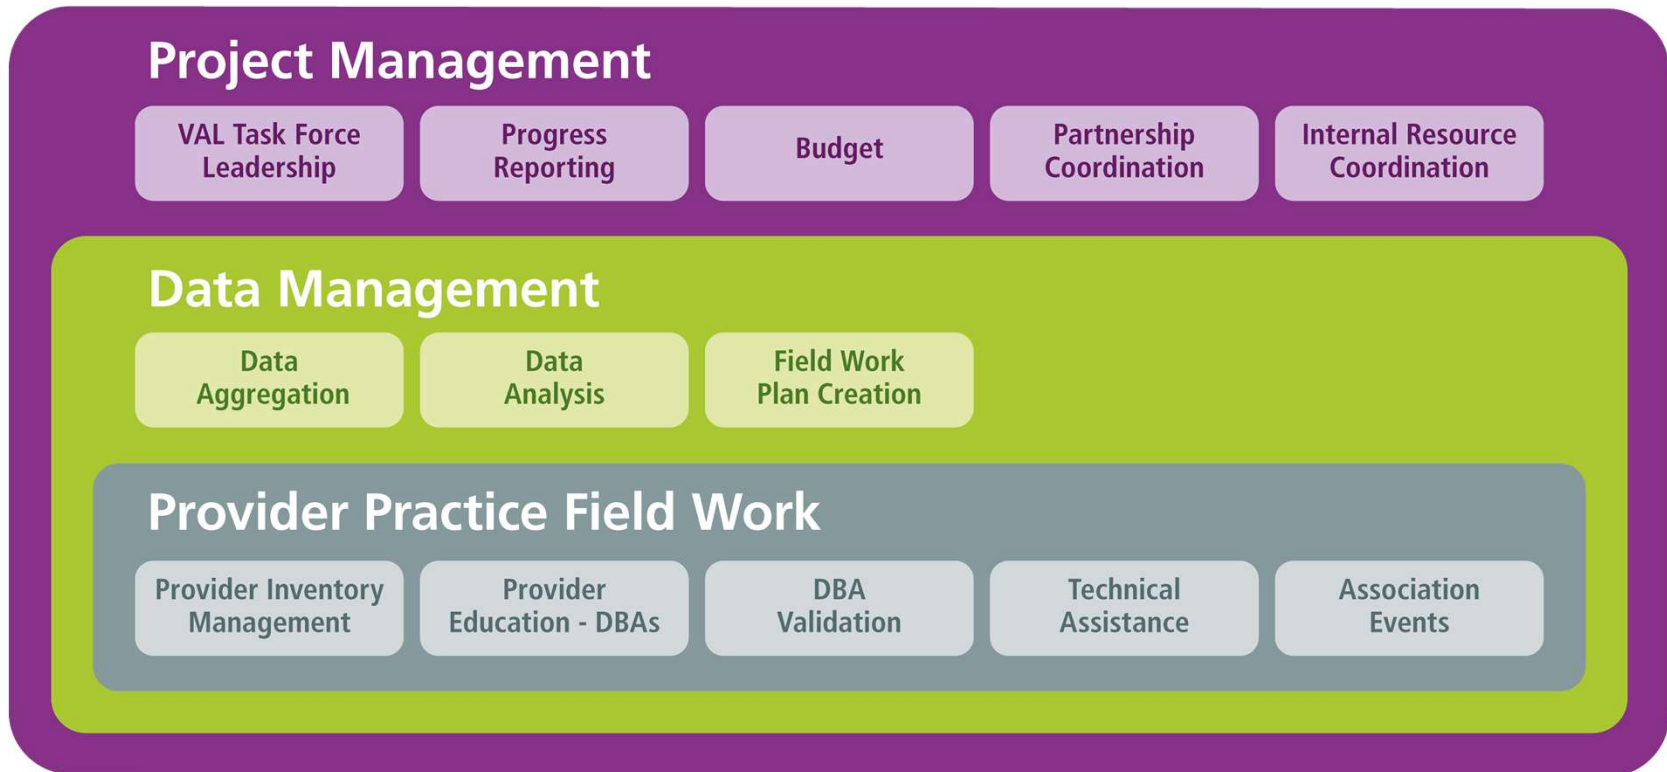 Project Management
VAL Task Force
Leadership
Progress
Reporting
Budget
Partnership
Coordination
Internal Resource
Coordination
Data Management
Data
Aggregation
Data
Analysis
Field Work
Plan Creation
Provider Practice Field Work
Provider Inventory
Management
Provider
Education - DBAs
DBA
Validation
Technical
Assistance
Association
Events